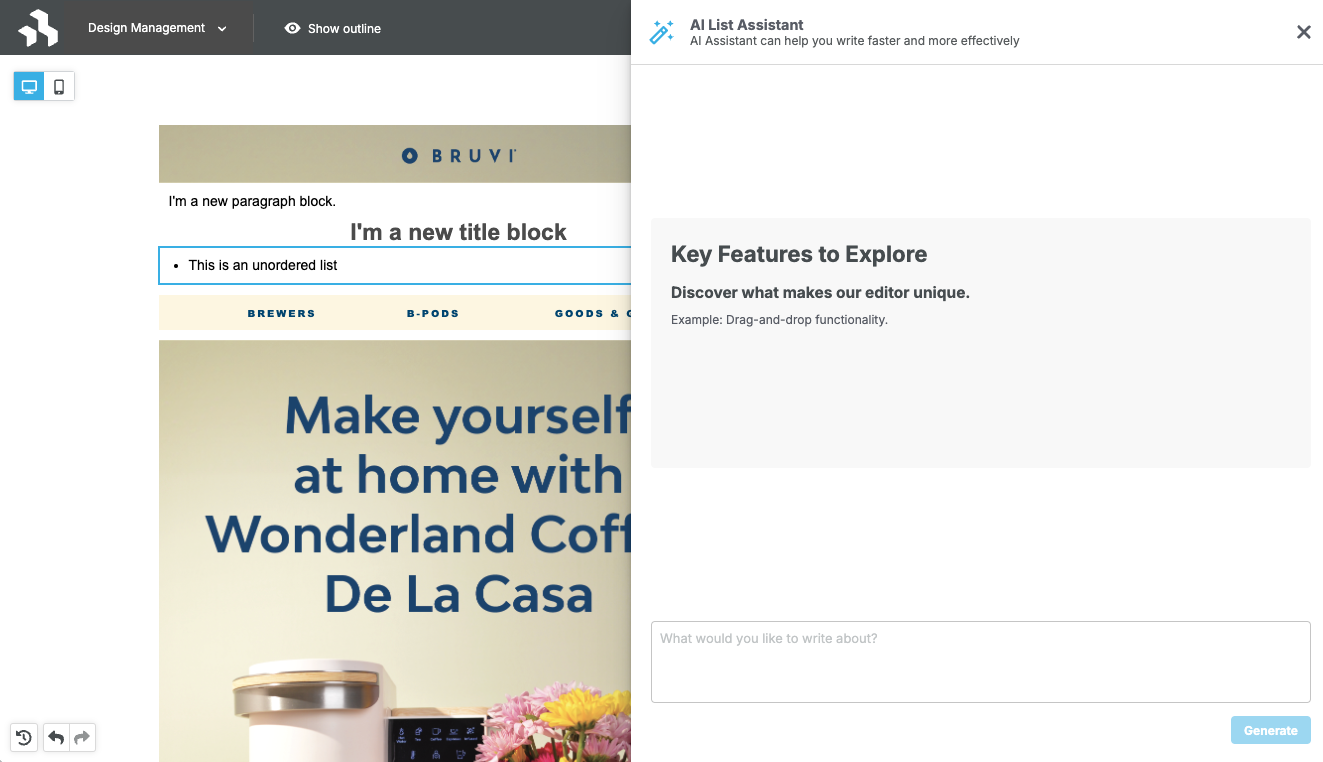 Design Management
Show outline
AI List Assistant
AI Assistant can help you write faster and more effectively
BRUVI
I'm a new paragraph block.
I'm a new title block
• This is an unordered list
BREWERS
B-PODS
GOODS &
Make yourself
at home with
Wonderland
De La Casa
Key Features to Explore
Discover what makes our editor unique.
Example: Drag-and-drop functionality.
What would you like to write about?
Generate